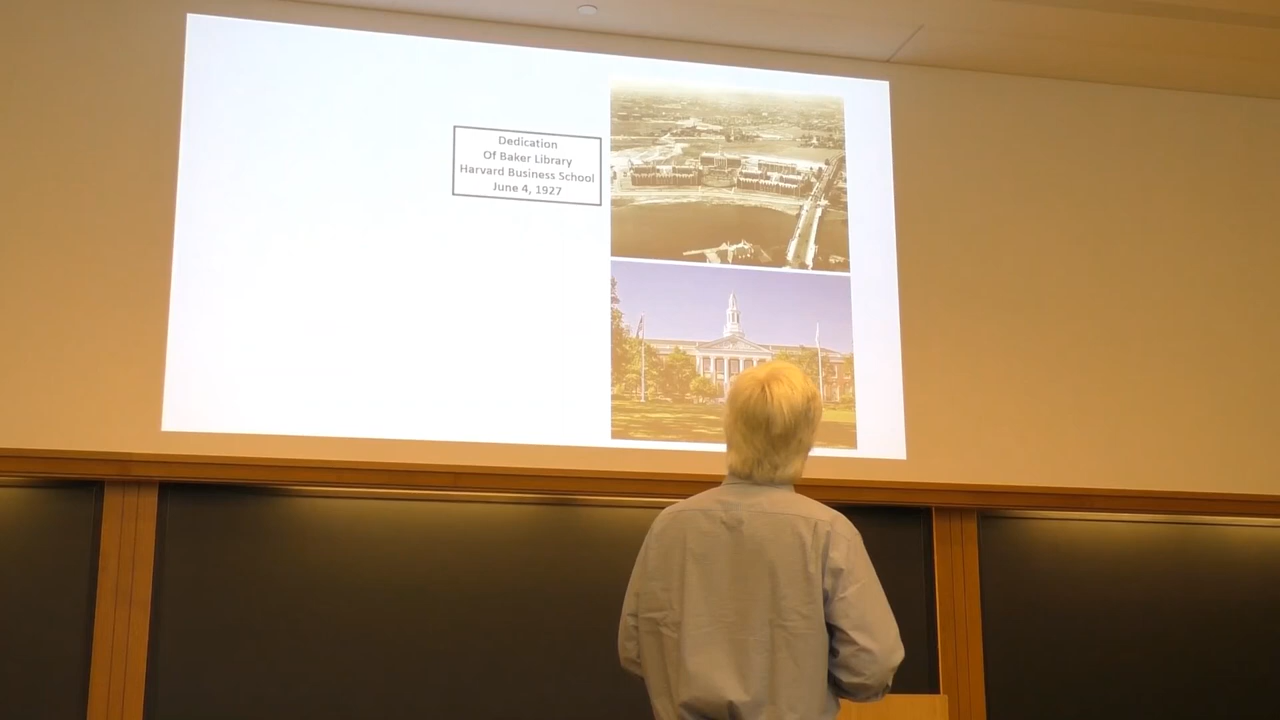 Dedication
Of Baker Library
Harvard Business School
June 4, 1927